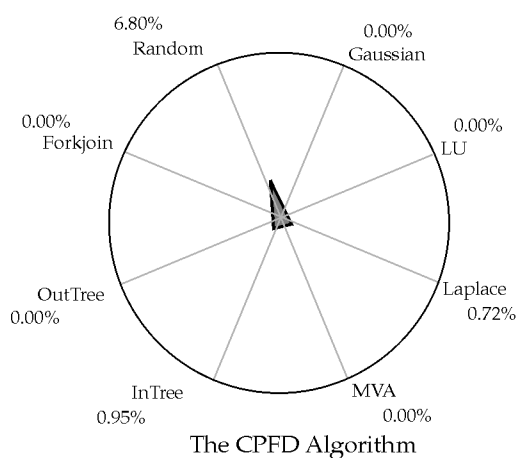 6.80%
Random
0.00%
Gaussian
0.00%
LU
0.00%
Forkjoin
Laplace
0.72%
OutTree
0.00%
InTree
0.95%
MVA
0.00%
The CPFD Algorithm